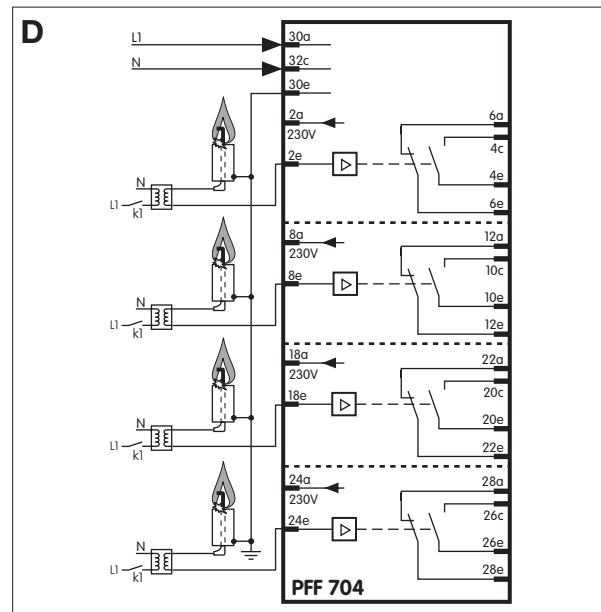 D
L1 30a
N 32c
30e
2a 6a
230V
4c
2e
N 4e
L1 k1 6e
8a 12a
230V
10c
8e
N 10e
L1 k1 12e
18a 22a
230V
20c
18e
N 20e
L1 k1 22e
24a 28a
230V
26c
24e
N 26e
L1 k1 28e
PFF 704